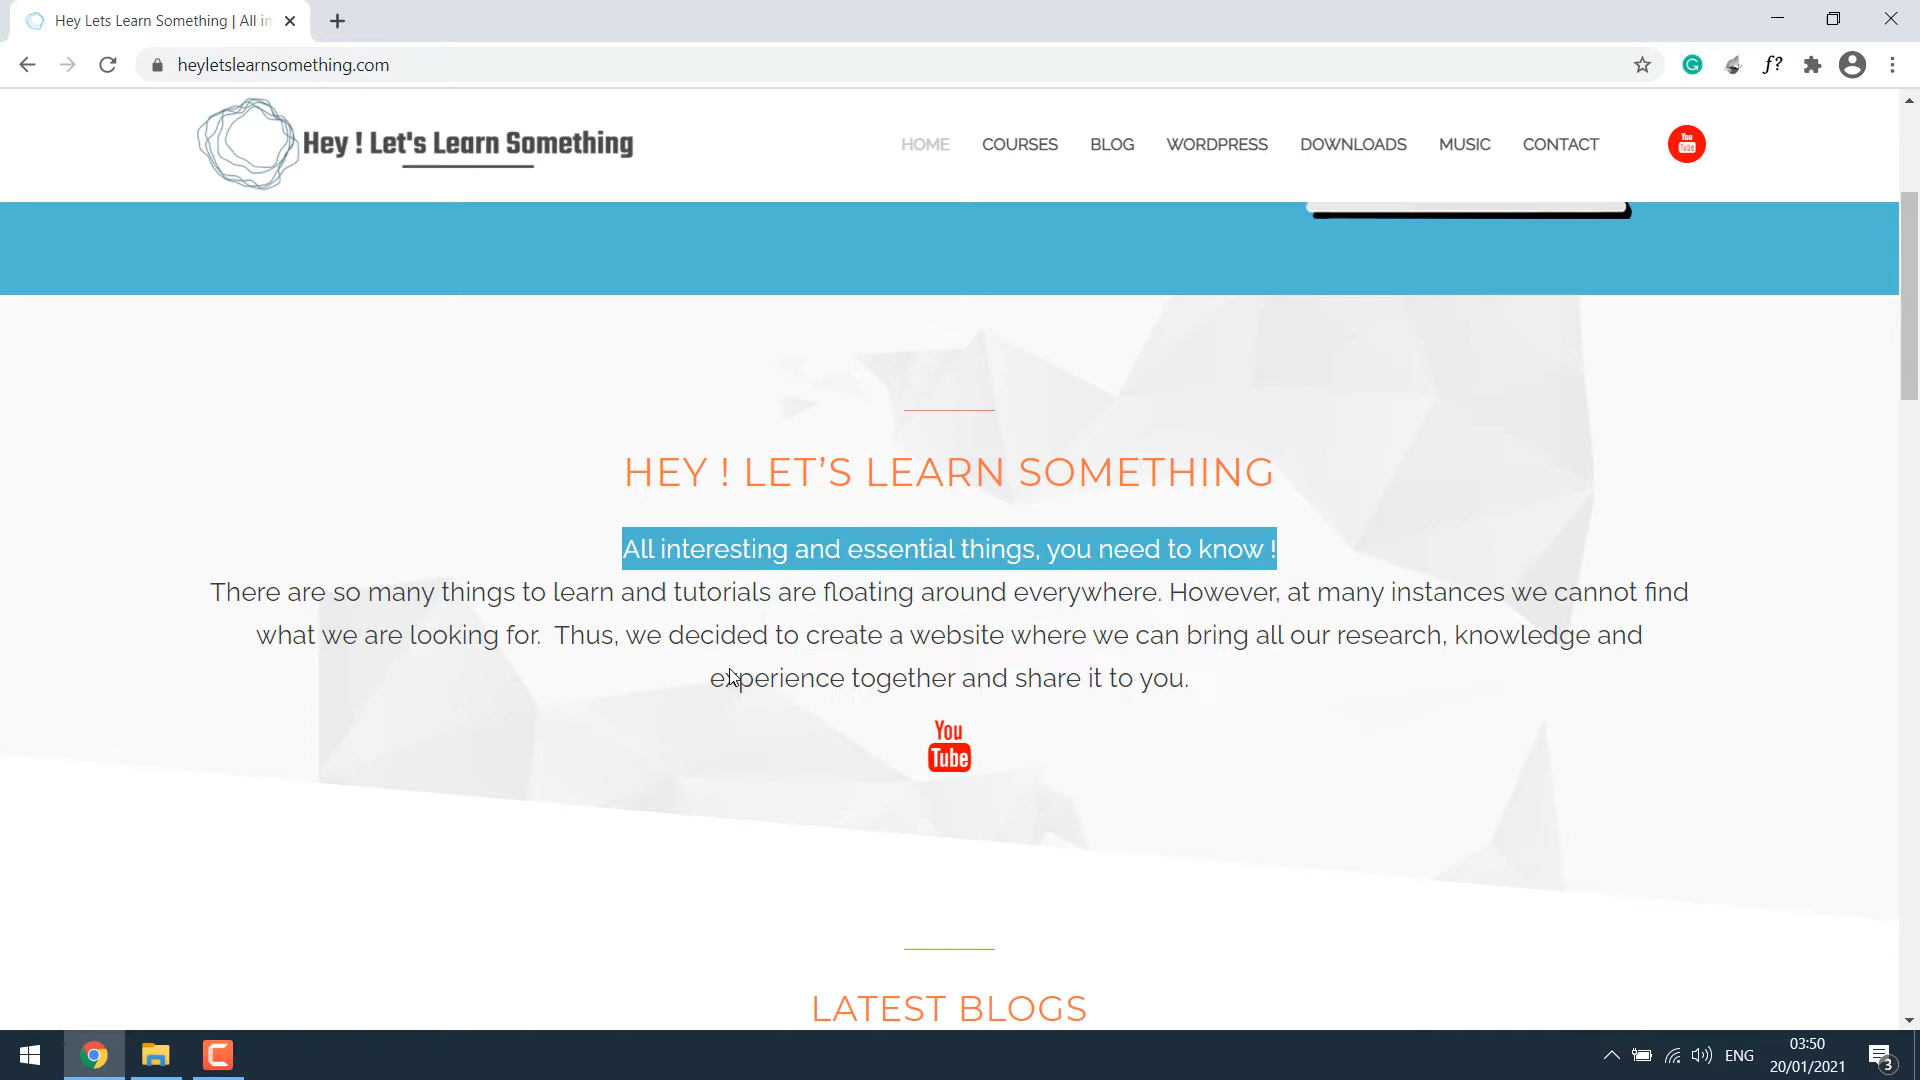 Hey Lets Learn Something | All in
heyletslearnsomething.com
f?
Hey ! Let's Learn Something
HOME COURSES BLOG WORDPRESS DOWNLOADS MUSIC CONTACT
You
Tube
HEY ! LET’S LEARN SOMETHING
All interesting and essential things, you need to know !
There are so many things to learn and tutorials are floating around everywhere. However, at many instances we cannot find
what we are looking for. Thus, we decided to create a website where we can bring all our research, knowledge and
experience together and share it to you.
You
Tube
LATEST BLOGS
ENG
03:50
20/01/2021
3